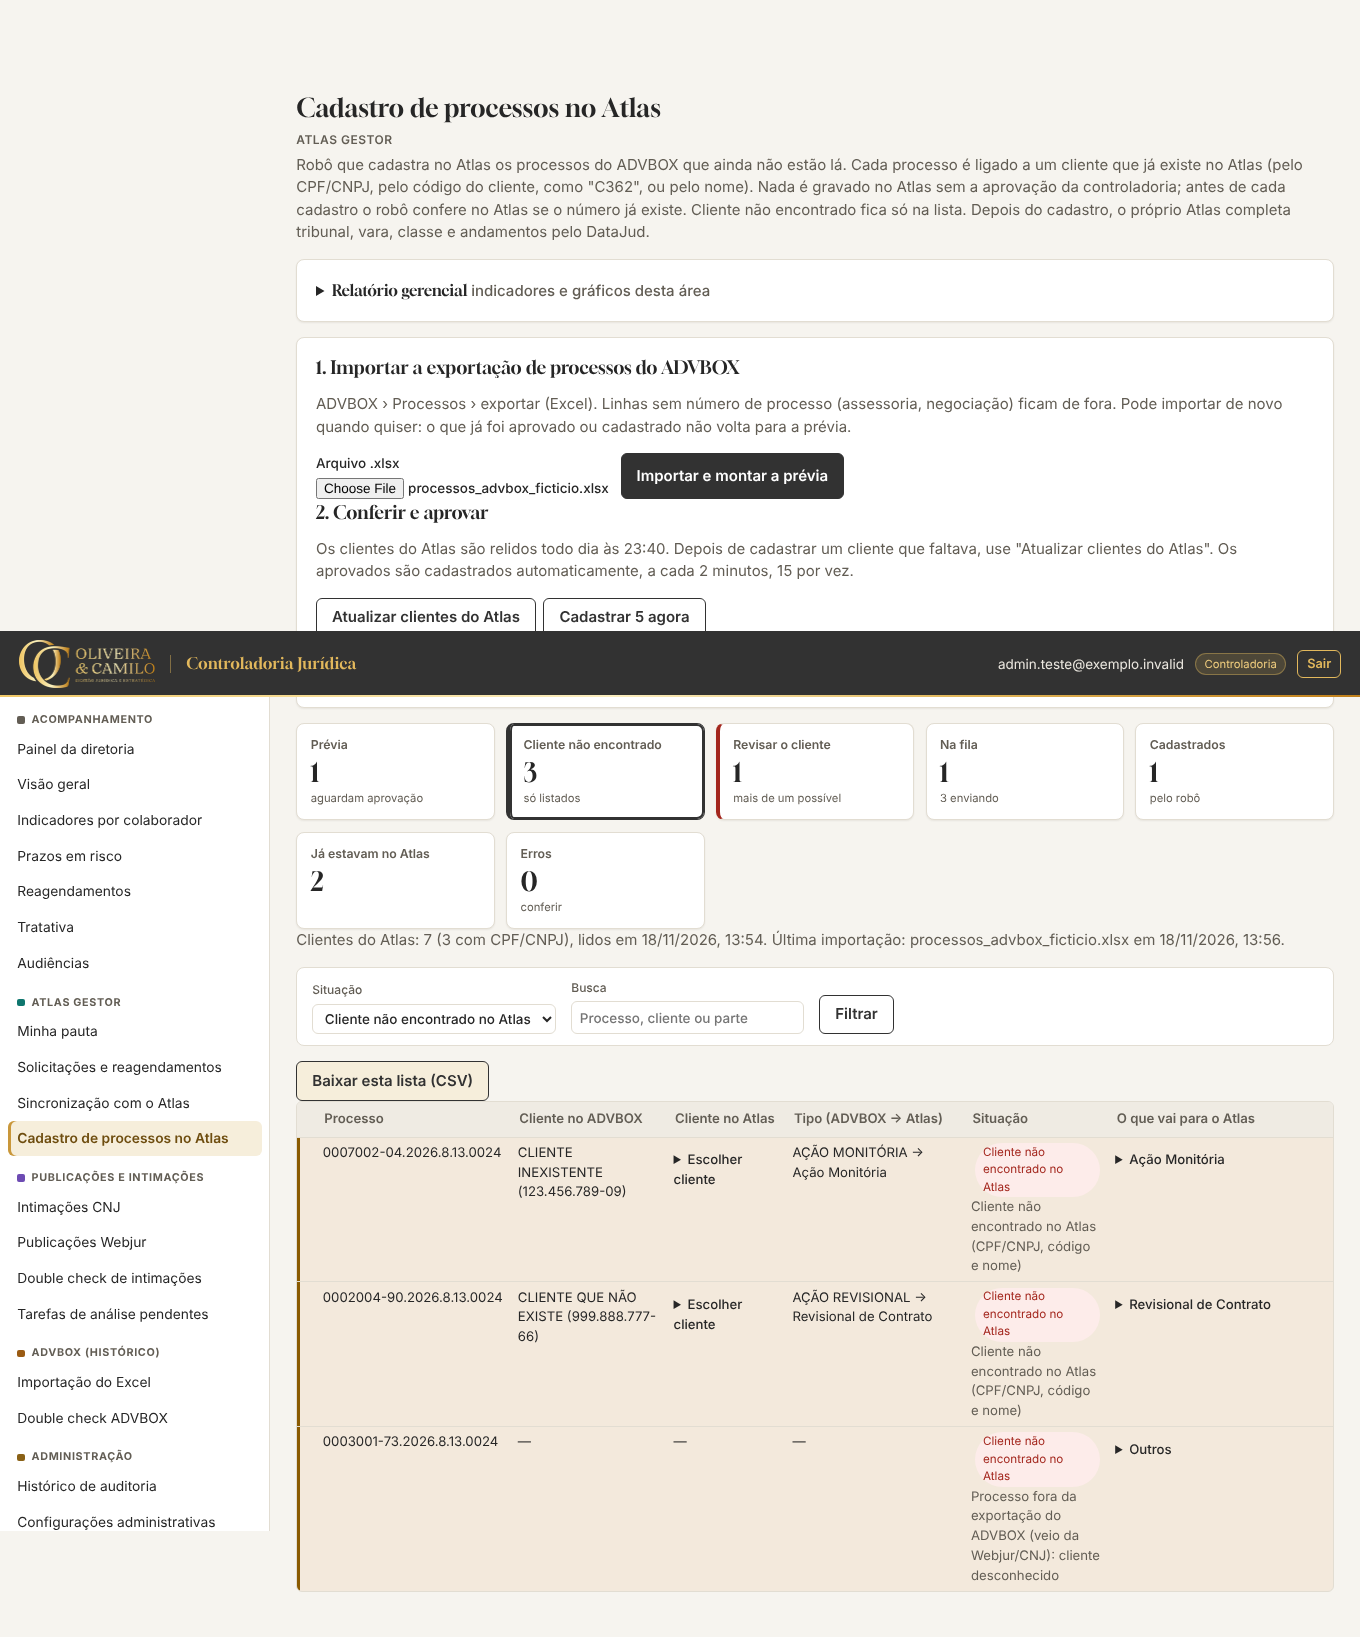 Cadastro de processos no Atlas
ATLAS GESTOR
Robô que cadastra no Atlas os processos do ADVBOX que ainda não estão lá. Cada processo é ligado a um cliente que já existe no Atlas (pelo
CPF/CNPJ, pelo código do cliente, como "C362", ou pelo nome). Nada é gravado no Atlas sem a aprovação da controladoria; antes de cada
cadastro o robô confere no Atlas se o número já existe. Cliente não encontrado fica só na lista. Depois do cadastro, o próprio Atlas completa
tribunal, vara, classe e andamentos pelo DataJud.
Relatório gerencial indicadores e gráficos desta área
1. Importar a exportação de processos do ADVBOX
ADVBOX › Processos › exportar (Excel). Linhas sem número de processo (assessoria, negociação) ficam de fora. Pode importar de novo
quando quiser: o que já foi aprovado ou cadastrado não volta para a prévia.
Arquivo .xlsx
Choose File processos_advbox_ficticio.xlsx
Importar e montar a prévia
2. Conferir e aprovar
Os clientes do Atlas são relidos todo dia às 23:40. Depois de cadastrar um cliente que faltava, use "Atualizar clientes do Atlas". Os
aprovados são cadastrados automaticamente, a cada 2 minutos, 15 por vez.
Atualizar clientes do Atlas
Cadastrar 5 agora
OLIVEIRA
& CAMILO
Controladoria Jurídica
admin.teste@exemplo.invalid
Controladoria
Sair
ACOMPANHAMENTO
Painel da diretoria
Visão geral
Indicadores por colaborador
Prazos em risco
Reagendamentos
Tratativa
Audiências
ATLAS GESTOR
Minha pauta
Solicitações e reagendamentos
Sincronização com o Atlas
Cadastro de processos no Atlas
PUBLICAÇÕES E INTIMAÇÕES
Intimações CNJ
Publicações Webjur
Double check de intimações
Tarefas de análise pendentes
ADVBOX (HISTÓRICO)
Importação do Excel
Double check ADVBOX
ADMINISTRAÇÃO
Histórico de auditoria
Configurações administrativas
Prévia
1
aguardam aprovação
Cliente não encontrado
3
só listados
Revisar o cliente
1
mais de um possível
Na fila
1
3 enviando
Cadastrados
1
pelo robô
Já estavam no Atlas
2
Erros
0
conferir
Clientes do Atlas: 7 (3 com CPF/CNPJ), lidos em 18/11/2026, 13:54. Última importação: processos_advbox_ficticio.xlsx em 18/11/2026, 13:56.
Situação
Cliente não encontrado no Atlas
Busca
Processo, cliente ou parte
Filtrar
Baixar esta lista (CSV)
Processo
Cliente no ADVBOX
Cliente no Atlas
Tipo (ADVBOX → Atlas)
Situação
O que vai para o Atlas
0007002-04.2026.8.13.0024
CLIENTE
INEXISTENTE
(123.456.789-09)
Escolher
cliente
AÇÃO MONITÓRIA →
Ação Monitória
Cliente não
encontrado no
Atlas
Cliente não
encontrado no Atlas
(CPF/CNPJ, código
e nome)
Ação Monitória
0002004-90.2026.8.13.0024
CLIENTE QUE NÃO
EXISTE (999.888.777-
66)
Escolher
cliente
AÇÃO REVISIONAL →
Revisional de Contrato
Cliente não
encontrado no
Atlas
Cliente não
encontrado no Atlas
(CPF/CNPJ, código
e nome)
Revisional de Contrato
0003001-73.2026.8.13.0024
—
—
—
Cliente não
encontrado no
Atlas
Processo fora da
exportação do
ADVBOX (veio da
Webjur/CNJ): cliente
desconhecido
Outros